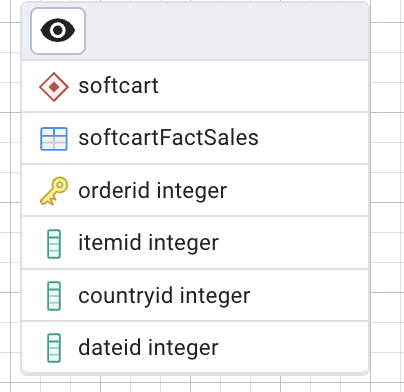 softcart
softcartFactSales
orderid integer
itemid integer
countryid integer
dateid integer